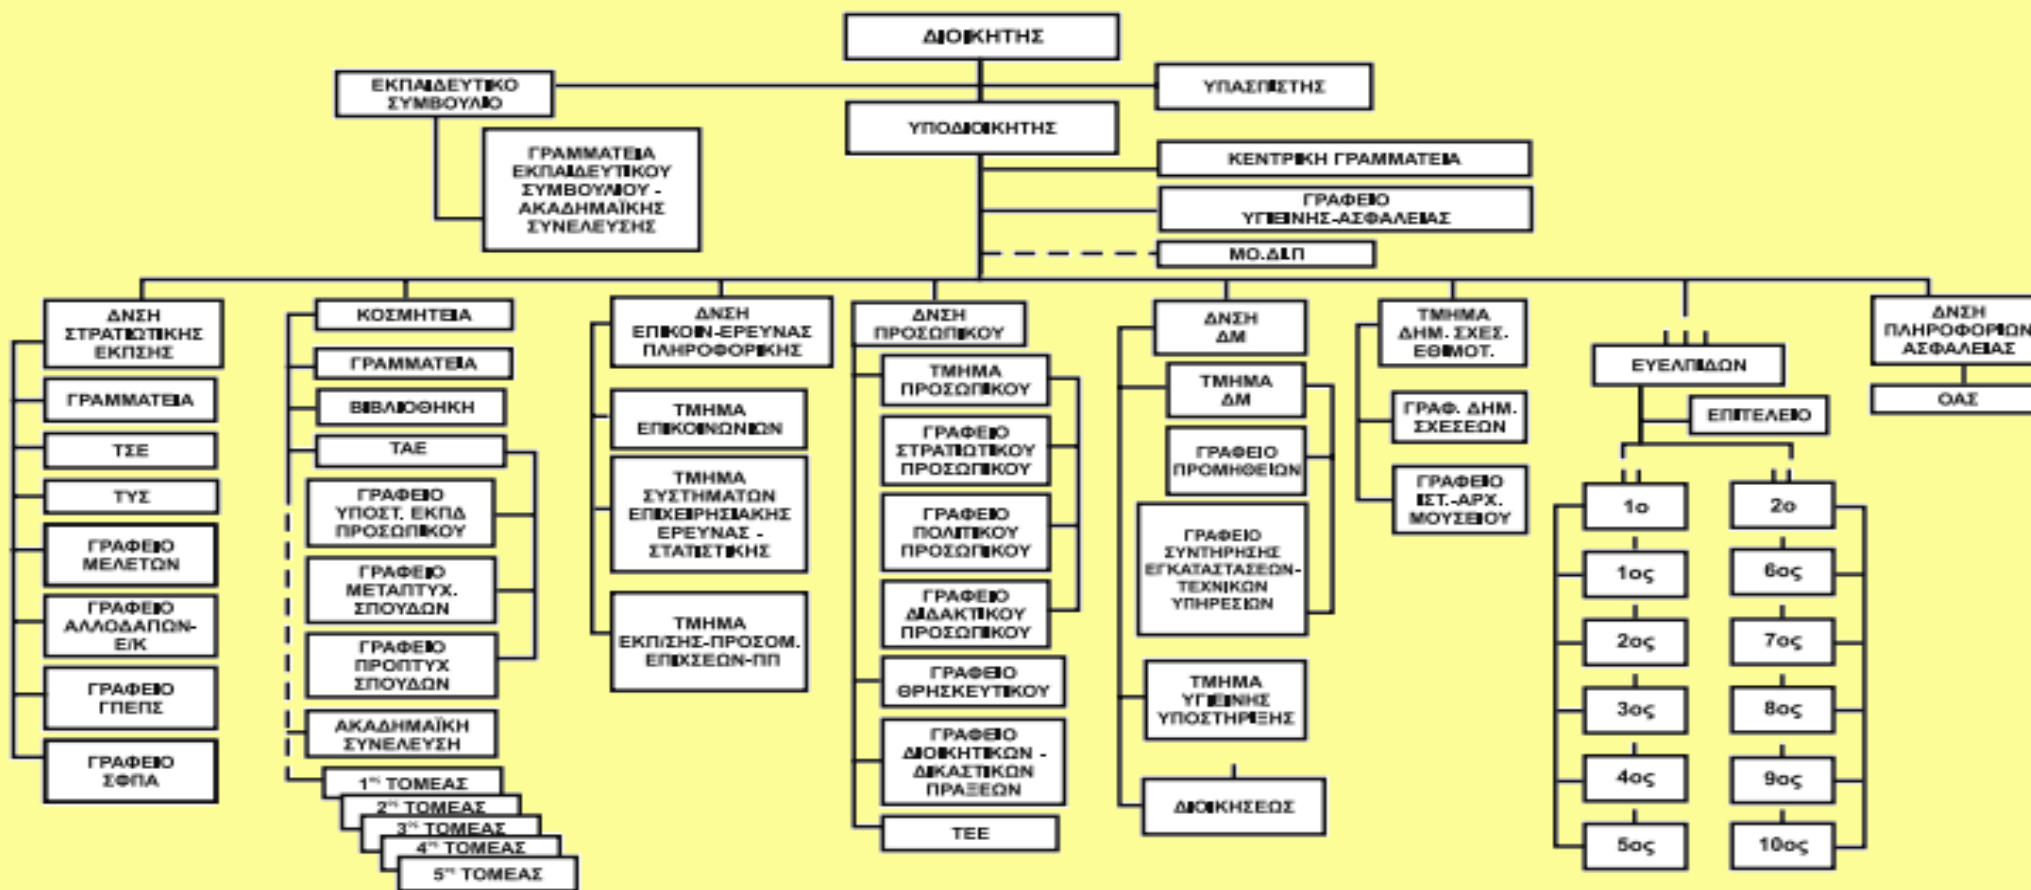 ΔΙΟΙΚΗΤΗΣ
ΕΚΠΑΙΔΕΥΤΙΚΟ
ΣΥΜΒΟΥΛΙΟ
ΥΠΑΣΠΙΣΤΗΣ
ΥΠΟΔΙΟΙΚΗΤΗΣ
ΓΡΑΜΜΑΤΕΙΑ
ΕΚΠΑΙΔΕΥΤΙΚΟΥ
ΣΥΜΒΟΥΛΙΟΥ -
ΑΚΑΔΗΜΑΪΚΗΣ
ΣΥΝΕΛΕΥΣΗΣ
ΚΕΝΤΡΙΚΗ ΓΡΑΜΜΑΤΕΙΑ
ΓΡΑΦΕΙΟ
ΥΓΙΕΙΝΗΣ-ΑΣΦΑΛΕΙΑΣ
ΜΟ.ΔΙ.Π
ΔΝΣΗ
ΣΤΡΑΤΙΩΤΙΚΗΣ
ΕΚΠΣΗΣ
ΓΡΑΜΜΑΤΕΙΑ
ΤΣΕ
ΤΥΣ
ΓΡΑΦΕΙΟ
ΜΕΛΕΤΩΝ
ΓΡΑΦΕΙΟ
ΑΛΛΟΔΑΠΩΝ-
Ε/Κ
ΓΡΑΦΕΙΟ
ΓΠΕΠΣ
ΓΡΑΦΕΙΟ
ΣΦΠΑ
ΚΟΣΜΗΤΕΙΑ
ΓΡΑΜΜΑΤΕΙΑ
ΒΙΒΛΙΟΘΗΚΗ
ΤΑΕ
ΓΡΑΦΕΙΟ
ΥΠΟΣΤ. ΕΚΠΔ
ΠΡΟΣΩΠΙΚΟΥ
ΓΡΑΦΕΙΟ
ΜΕΤΑΠΤΥΧ.
ΣΠΟΥΔΩΝ
ΓΡΑΦΕΙΟ
ΠΡΟΠΤΥΧ
ΣΠΟΥΔΩΝ
ΑΚΑΔΗΜΑΪΚΗ
ΣΥΝΕΛΕΥΣΗ
1ος ΤΟΜΕΑΣ
2ος ΤΟΜΕΑΣ
3ος ΤΟΜΕΑΣ
4ος ΤΟΜΕΑΣ
5ος ΤΟΜΕΑΣ
ΔΝΣΗ
ΕΠΙΚΟΙΝ-ΕΡΕΥΝΑΣ
ΠΛΗΡΟΦΟΡΙΚΗΣ
ΤΜΗΜΑ
ΕΠΙΚΟΙΝΩΝΙΩΝ
ΤΜΗΜΑ
ΣΥΣΤΗΜΑΤΩΝ
ΕΠΙΧΕΙΡΗΣΙΑΚΗΣ
ΕΡΕΥΝΑΣ -
ΣΤΑΤΙΣΤΙΚΗΣ
ΤΜΗΜΑ
ΕΚΠ/ΣΗΣ-ΠΡΟΣΟΜ.
ΕΠΙΧΣΕΩΝ-ΠΠ
ΔΝΣΗ
ΠΡΟΣΩΠΙΚΟΥ
ΤΜΗΜΑ
ΠΡΟΣΩΠΙΚΟΥ
ΓΡΑΦΕΙΟ
ΣΤΡΑΤΙΩΤΙΚΟΥ
ΠΡΟΣΩΠΙΚΟΥ
ΓΡΑΦΕΙΟ
ΠΟΛΙΤΙΚΟΥ
ΠΡΟΣΩΠΙΚΟΥ
ΓΡΑΦΕΙΟ
ΔΙΔΑΚΤΙΚΟΥ
ΠΡΟΣΩΠΙΚΟΥ
ΓΡΑΦΕΙΟ
ΘΡΗΣΚΕΥΤΙΚΟΥ
ΓΡΑΦΕΙΟ
ΔΙΟΙΚΗΤΙΚΩΝ -
ΔΙΚΑΣΤΙΚΩΝ
ΠΡΑΞΕΩΝ
ΤΕΕ
ΔΝΣΗ
ΔΜ
ΤΜΗΜΑ
ΔΜ
ΓΡΑΦΕΙΟ
ΠΡΟΜΗΘΕΙΩΝ
ΓΡΑΦΕΙΟ
ΣΥΝΤΗΡΗΣΗΣ
ΕΓΚΑΤΑΣΤΑΣΕΩΝ-
ΤΕΧΝΙΚΩΝ
ΥΠΗΡΕΣΙΩΝ
ΤΜΗΜΑ
ΥΓΙΕΙΝΗΣ
ΥΠΟΣΤΗΡΙΞΗΣ
ΔΙΟΙΚΗΣΕΩΣ
ΤΜΗΜΑ
ΔΗΜ. ΣΧΕΣ.
ΕΘΙΜΟΤ.
ΓΡΑΦ. ΔΗΜ.
ΣΧΕΣΕΩΝ
ΓΡΑΦΕΙΟ
ΙΣΤ.-ΑΡΧ.
ΜΟΥΣΕΙΟΥ
ΕΥΕΛΠΙΔΩΝ
ΕΠΙΤΕΛΕΙΟ
1ο
1ος
2ος
3ος
4ος
5ος
2ο
6ος
7ος
8ος
9ος
10ος
ΔΝΣΗ
ΠΛΗΡΟΦΟΡΙΩΝ
ΑΣΦΑΛΕΙΑΣ
ΟΑΣ